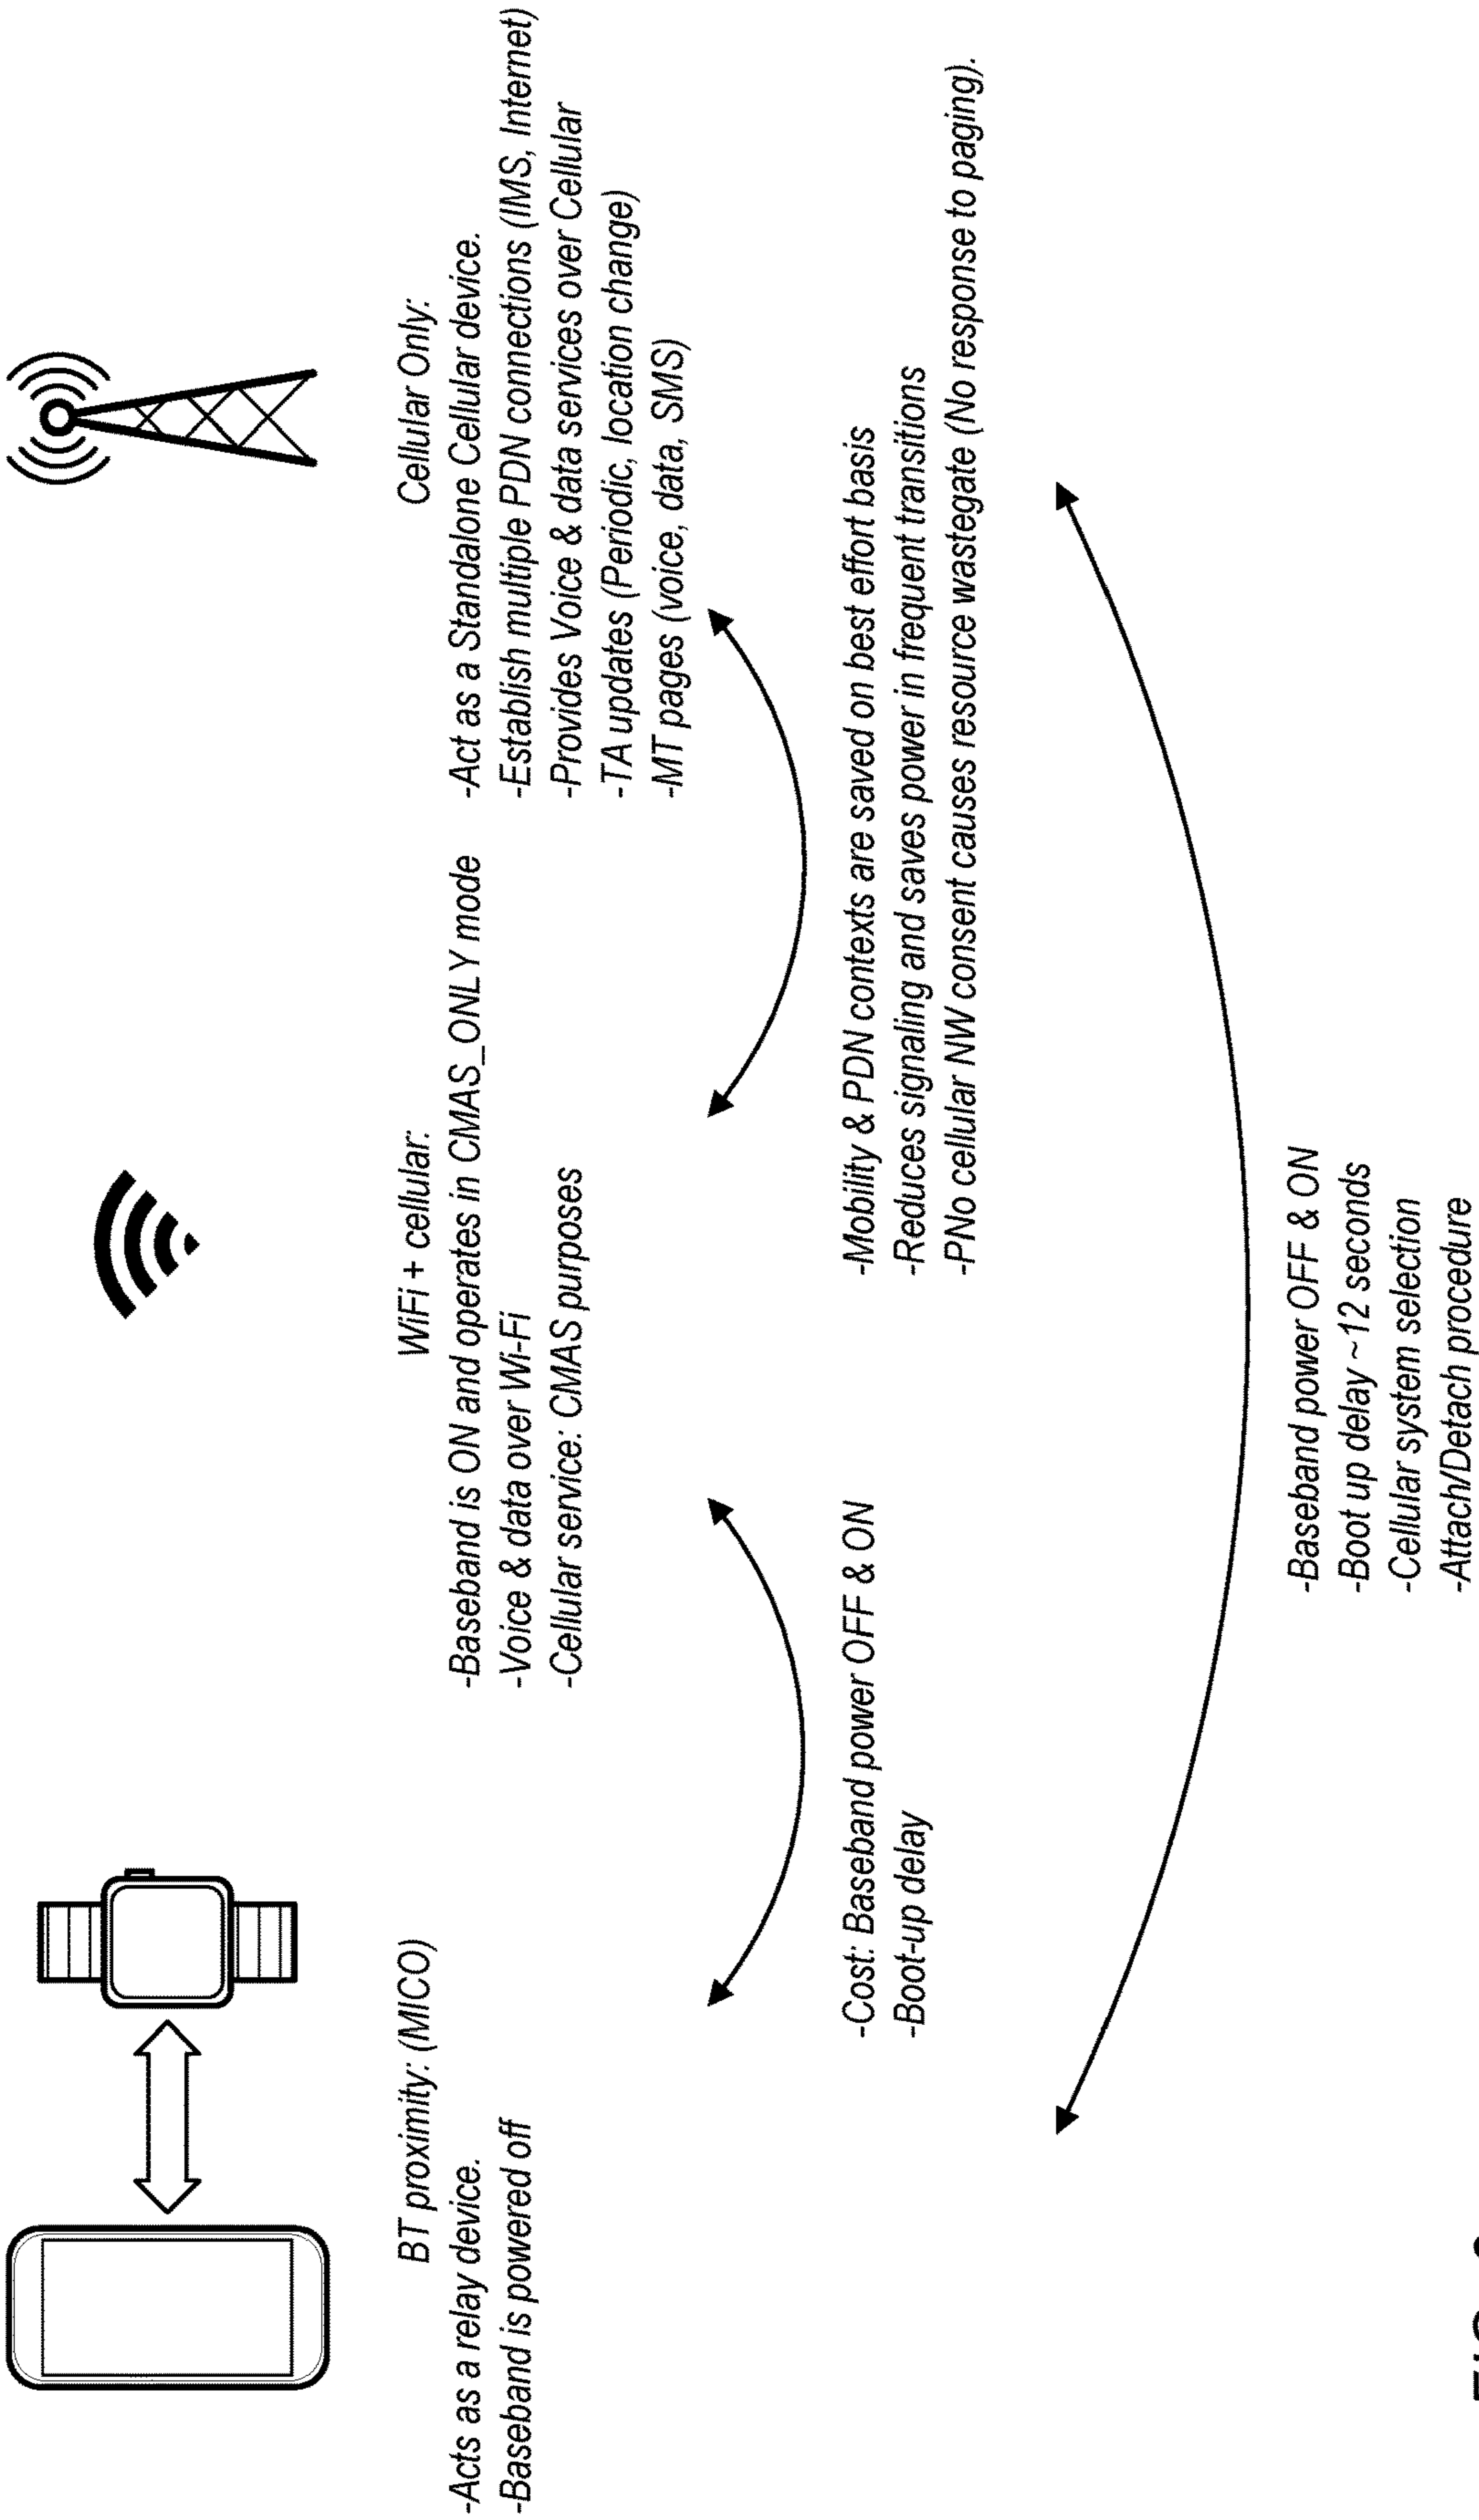 BT proximity: (MICO)
-Acts as a relay device.
-Baseband is powered off
WiFi + cellular:
-Baseband is ON and operates in CMAS_ONLY mode
-Voice & data over Wi-Fi
-Cellular service: CMAS purposes
Cellular Only:
-Act as a Standalone Cellular device.
-Establish multiple PDN connections (IMS, Internet)
-Provides Voice & data services over Cellular
-TA updates (Periodic, location change)
-MT pages (voice, data, SMS)
-Cost: Baseband power OFF & ON
-Boot-up delay
-Mobility & PDN contexts are saved on best effort basis
-Reduces signaling and saves power in frequent transitions
-PNo cellular NW consent causes resource wastegate (No response to paging).
-Baseband power OFF & ON
-Boot up delay ~12 seconds
-Cellular system selection
-Attach/Detach procedure